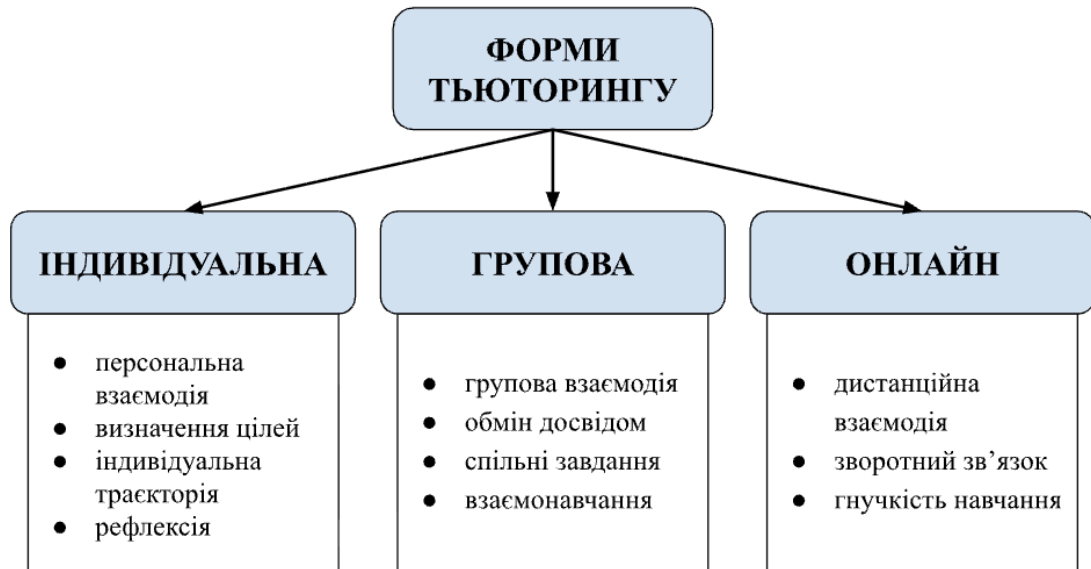 ФОРМИ
ТЬЮТОРИНГУ
ІНДИВІДУАЛЬНА
● персональна
взаємодія
● визначення цілей
● індивідуальна
траєкторія
● рефлексія
ГРУПОВА
● групова взаємодія
● обмін досвідом
● спільні завдання
● взаємонавчання
ОНЛАЙН
● дистанційна
взаємодія
● зворотний зв’язок
● гнучкість навчання